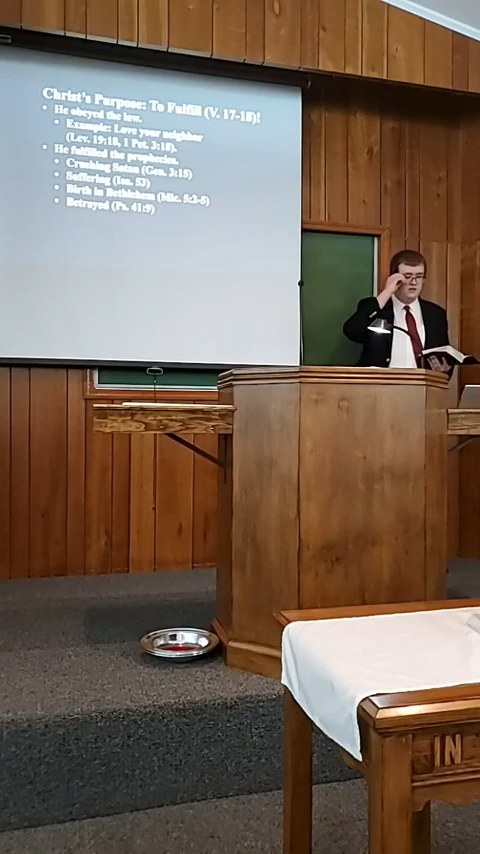 Christ's Purpose: To Fulfill (V. 17-18)!
• He obeyed the law.
• Example: Love your neighbor
(Lev. 19:18, 1 Pet. 3:18).
• He fulfilled the prophecies.
• Crushing Satan (Gen. 3:15)
• Suffering (Isa. 53)
• Birth in Bethlehem (Mic. 5:2-5)
• Betrayed (Ps. 41:9)
IN